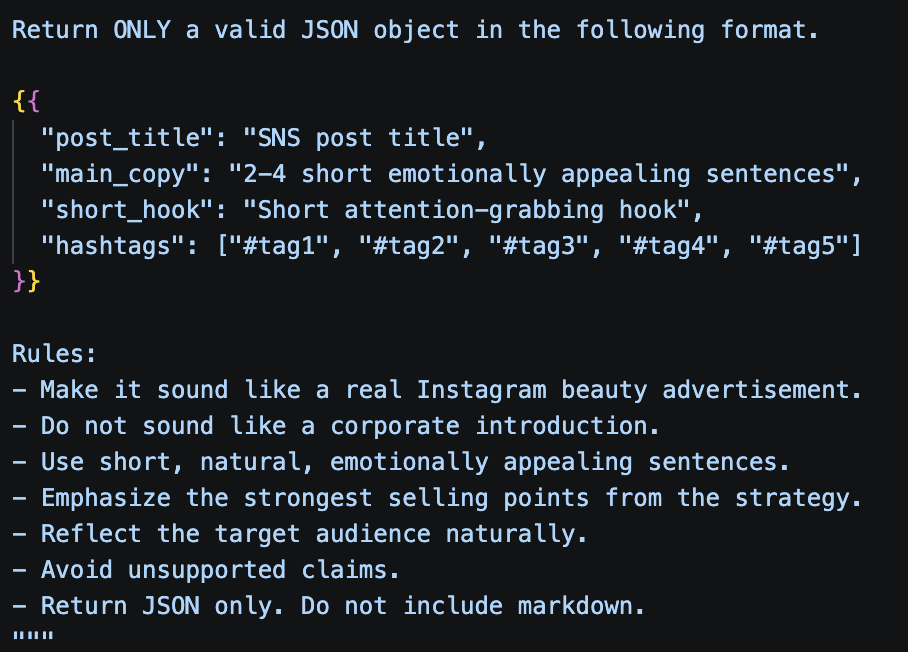 Return ONLY a valid JSON object in the following format.
{{
"post_title": "SNS post title",
"main_copy": "2-4 short emotionally appealing sentences",
"short_hook": "Short attention-grabbing hook",
"hashtags": ["#tag1", "#tag2", "#tag3", "#tag4", "#tag5"]
}}
Rules:
- Make it sound like a real Instagram beauty advertisement.
- Do not sound like a corporate introduction.
- Use short, natural, emotionally appealing sentences.
- Emphasize the strongest selling points from the strategy.
- Reflect the target audience naturally.
- Avoid unsupported claims.
- Return JSON only. Do not include markdown.
"""